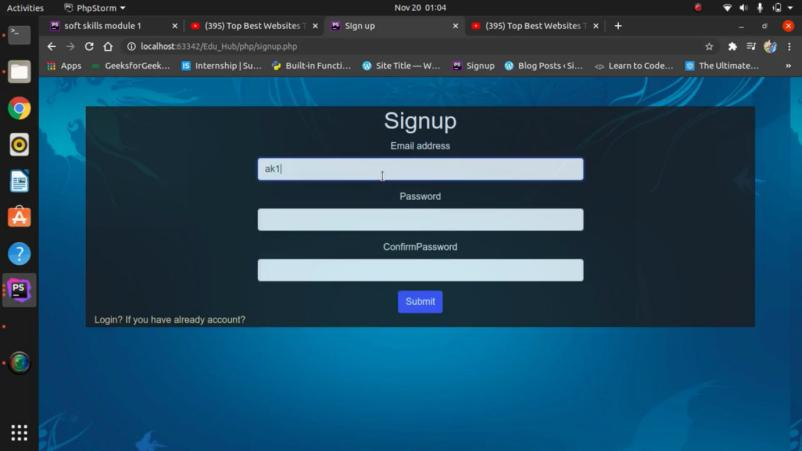 Activities PhpStorm Nov 20 01:04
soft skills module 1 (395) Top Best Websites T Sign up (395) Top Best Websites T
localhost:63342/Edu_Hub/php/signup.php
Apps GeeksforGeek... Internship | Su... Built-in Functi... Site Title — W... Signup Blog Posts ‹ Si... Learn to Code... The Ultimate...
Signup
Email address
ak1
Password
ConfirmPassword
Submit
Login? If you have already account?